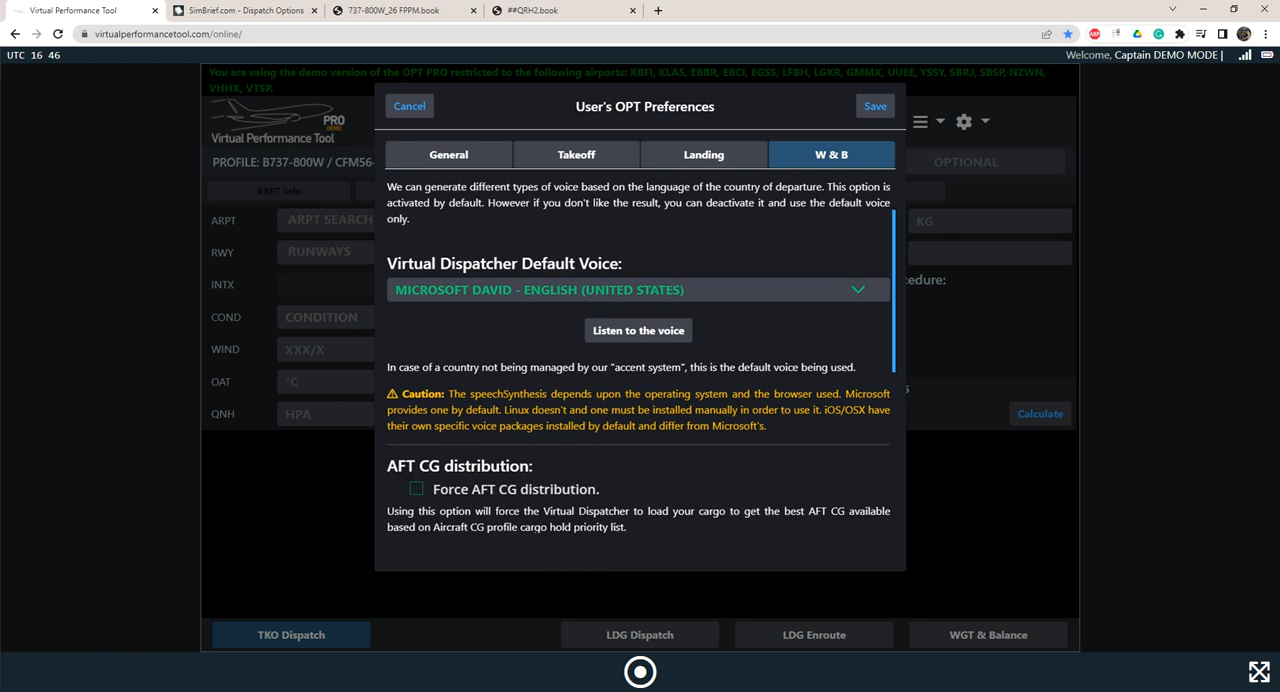 Virtual Performance Tool
SimBrief.com - Dispatch Options
737-800W_26 FPPM.book
##QRH2.book
virtualperformancetool.com/online/
UTC 16 46
Welcome, Captain DEMO MODE |
You are using the demo version of the OPT PRO restricted to the following airports: KBFI, KLAS, EBBR, EBCI, EGSS, LFBH, LGKR, GMMX, UUEE, YSSY, SBRJ, SBSP, NZWN,
VHHX, VTSP.
PRO
DEMO
Virtual Performance Tool
PROFILE: B737-800W / CFM56-
OPTIONAL
ARPT Info
ARPT
ARPT SEARCH
KG
RWY
RUNWAYS
INTX
edure:
COND
CONDITION
WIND
XXX/X
OAT
°C
S
QNH
HPA
Calculate
Cancel
User's OPT Preferences
Save
General
Takeoff
Landing
W & B
We can generate different types of voice based on the language of the country of departure. This option is
activated by default. However if you don't like the result, you can deactivate it and use the default voice
only.
Virtual Dispatcher Default Voice:
MICROSOFT DAVID - ENGLISH (UNITED STATES)
Listen to the voice
In case of a country not being managed by our "accent system", this is the default voice being used.
⚠ Caution: The speechSynthesis depends upon the operating system and the browser used. Microsoft
provides one by default. Linux doesn't and one must be installed manually in order to use it. iOS/OSX have
their own specific voice packages installed by default and differ from Microsoft's.
AFT CG distribution:
Force AFT CG distribution.
Using this option will force the Virtual Dispatcher to load your cargo to get the best AFT CG available
based on Aircraft CG profile cargo hold priority list.
TKO Dispatch
LDG Dispatch
LDG Enroute
WGT & Balance